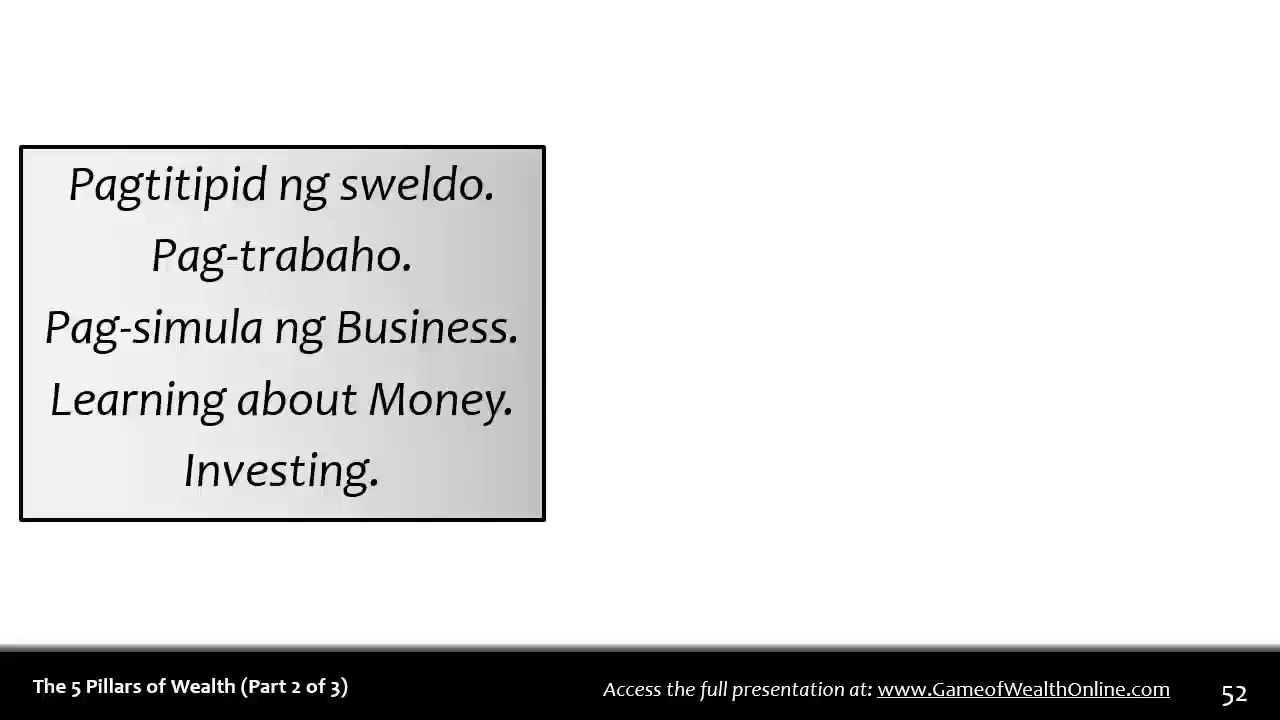 Pagtitipid ng sweldo.
Pag-trabaho.
Pag-simula ng Business.
Learning about Money.
Investing.
The 5 Pillars of Wealth (Part 2 of 3)
Access the full presentation at: www.GameofWealthOnline.com
52